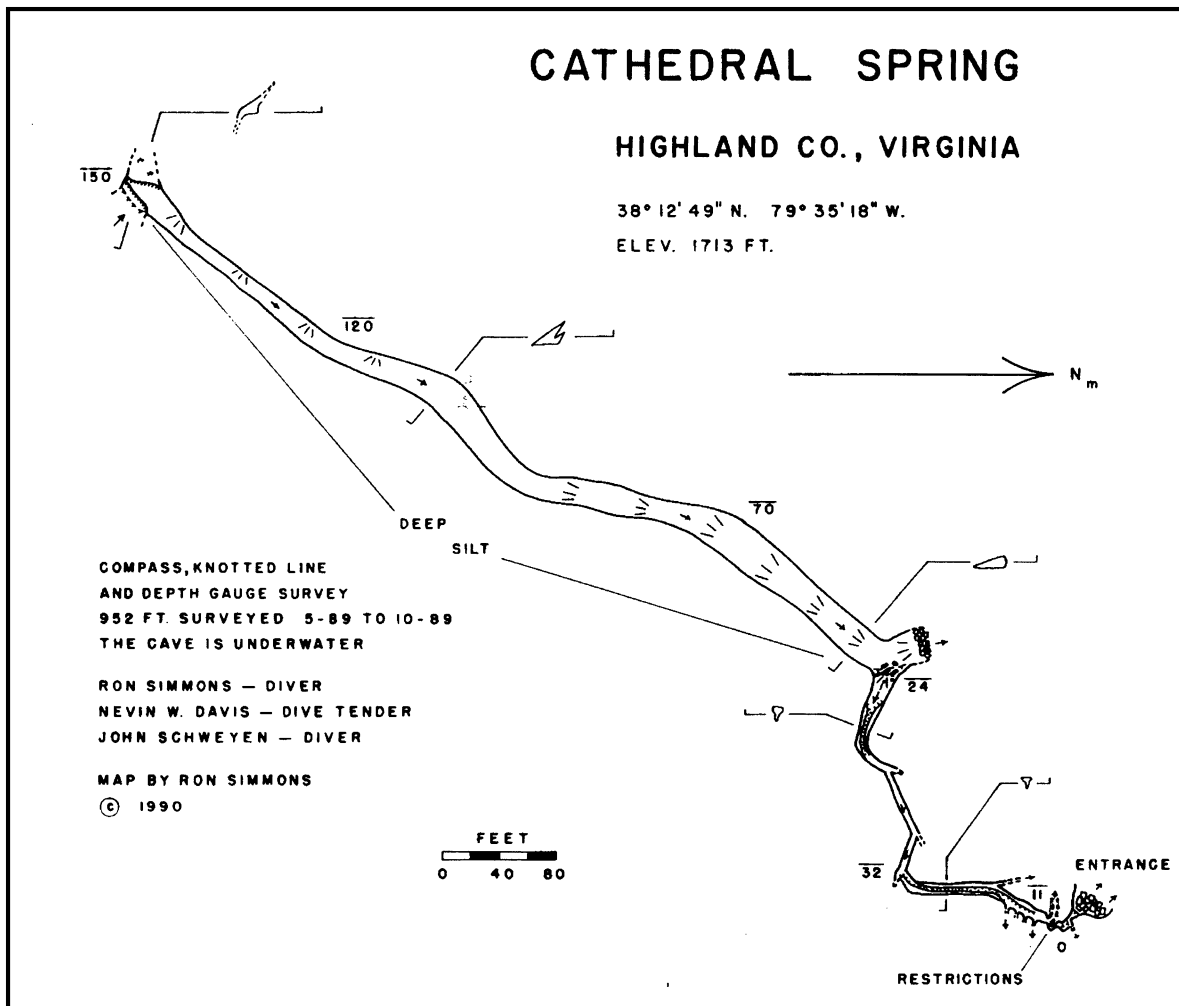 CATHEDRAL SPRING
HIGHLAND CO., VIRGINIA
38° 12' 49" N. 79° 35' 18" W.
ELEV. 1713 FT.
150
120
N m
70
DEEP
SILT
COMPASS, KNOTTED LINE
AND DEPTH GAUGE SURVEY
952 FT. SURVEYED 5-89 TO 10-89
THE CAVE IS UNDERWATER
RON SIMMONS — DIVER
NEVIN W. DAVIS — DIVE TENDER
JOHN SCHWEYEN — DIVER
MAP BY RON SIMMONS
© 1990
24
FEET
0 40 80
32
ENTRANCE
11
0
RESTRICTIONS